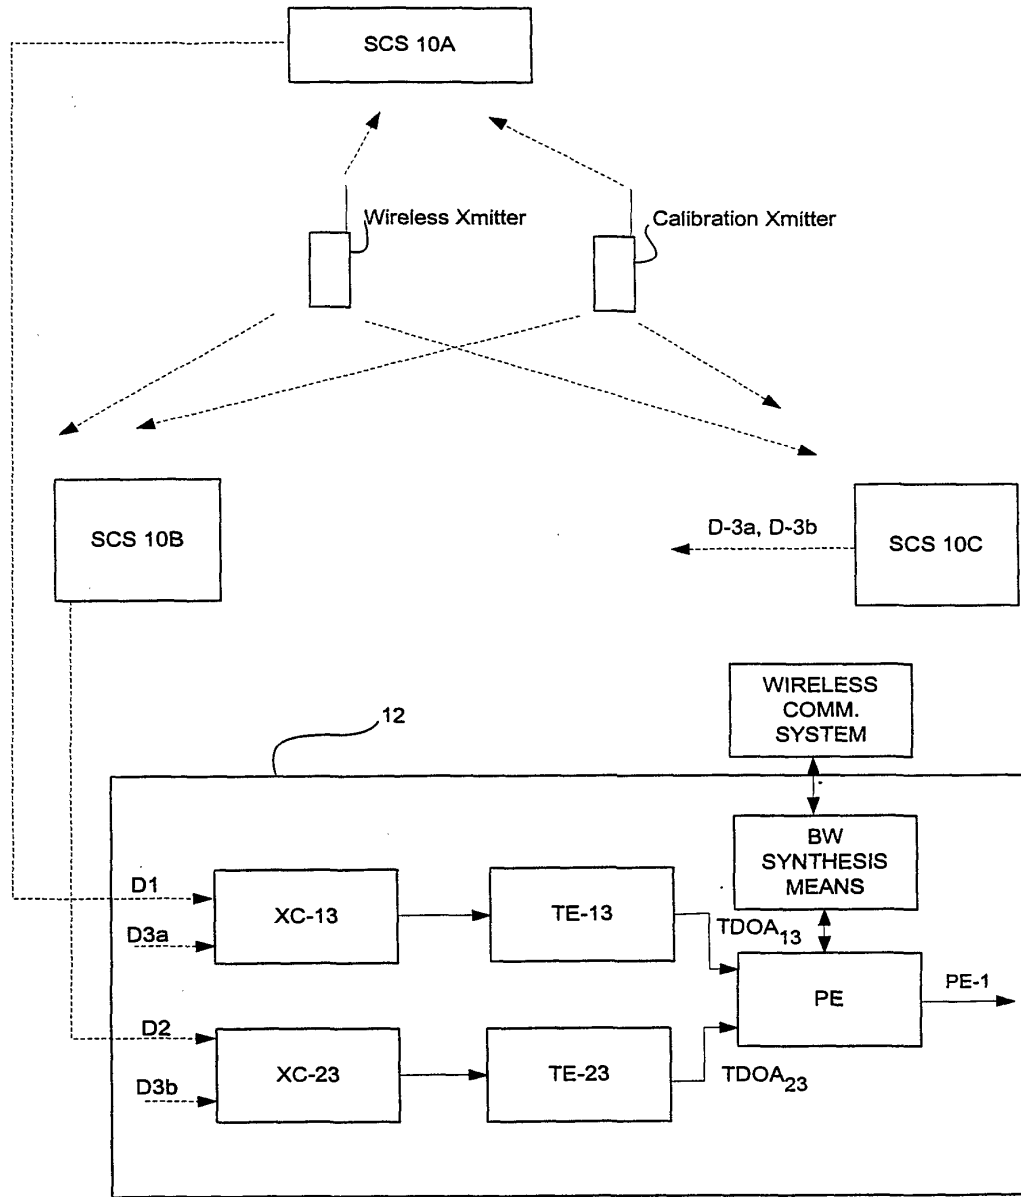 SCS 10A
Wireless Xmitter
Calibration Xmitter
SCS 10B
D-3a, D-3b
SCS 10C
WIRELESS
COMM.
SYSTEM
12
BW
SYNTHESIS
MEANS
D1
XC-13
TE-13
TDOA13
D3a
PE
PE-1
D2
XC-23
TE-23
TDOA23
D3b